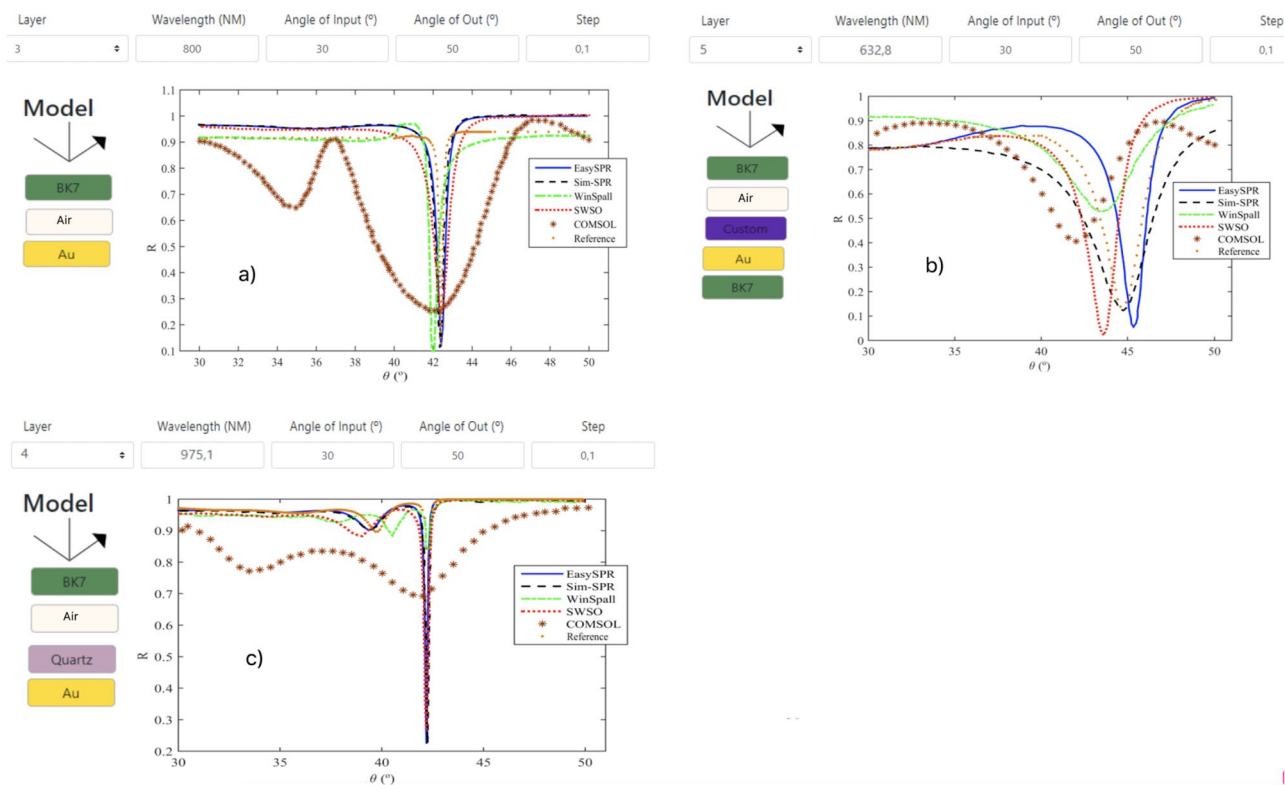 Layer Wavelength (NM) Angle of Input (º) Angle of Out (º) Step
3 800 30 50 0,1
Model
BK7
Air
Au
1.1
1
0.9
0.8
0.7
0.6
0.5
0.4
0.3
0.2
0.1
R
30 32 34 36 38 40 42 44 46 48 50
θ (º)
a)
EasySPR
Sim-SPR
WinSpall
SWSO
COMSOL
Reference
Layer Wavelength (NM) Angle of Input (º) Angle of Out (º) Step
5 632,8 30 50 0,1
Model
BK7
Air
Custom
Au
BK7
1
0.9
0.8
0.7
0.6
0.5
0.4
0.3
0.2
0.1
0
R
30 35 40 45 50
θ (º)
b)
EasySPR
Sim-SPR
WinSpall
SWSO
COMSOL
Reference
Layer Wavelength (NM) Angle of Input (º) Angle of Out (º) Step
4 975,1 30 50 0,1
Model
BK7
Air
Quartz
Au
1
0.9
0.8
0.7
0.6
0.5
0.4
0.3
0.2
R
30 35 40 45 50
θ (º)
c)
EasySPR
Sim-SPR
WinSpall
SWSO
COMSOL
Reference